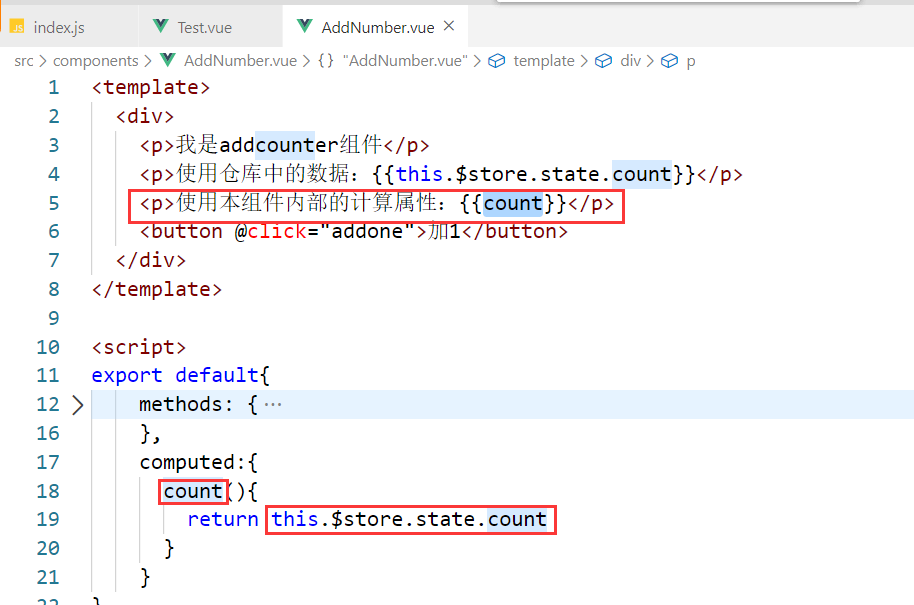 JS index.js Test.vue AddNumber.vue ×
src > components > AddNumber.vue > {} "AddNumber.vue" > template > div > p
1 <template>
2 <div>
3 <p>我是addcounter组件</p>
4 <p>使用仓库中的数据：{{this.$store.state.count}}</p>
5 <p>使用本组件内部的计算属性：{{count}}</p>
6 <button @click="addone">加1</button>
7 </div>
8 </template>
9
10 <script>
11 export default{
12 methods: {···
16 },
17 computed:{
18 count(){
19 return this.$store.state.count
20 }
21 }
22 }